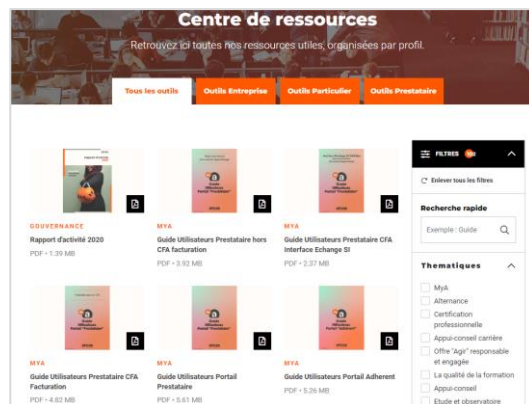 Centre de ressources
Retrouvez ici toutes nos ressources utiles, organisées par profil.
Tous les outils
Outils Entreprise
Outils Particulier
Outils Prestataire
GOUVERNANCE
Rapport d'activité 2020
PDF • 1.39 MB
MYA
Guide Utilisateurs Prestataire hors
CFA facturation
PDF • 3.92 MB
MYA
Guide Utilisateurs Prestataire CFA
Interface Echange SI
PDF • 2.37 MB
Guide
Utilisateurs
Guide
Utilisateurs
MYA
Guide Utilisateurs Prestataire CFA
Facturation
PDF • 4.82 MB
MYA
Guide Utilisateurs Portail
Prestataire
PDF • 5.61 MB
MYA
Guide Utilisateurs Portail Adherent
PDF • 5.26 MB
FILTRES
Enlever tous les filtres
Recherche rapide
Exemple : Guide
Thematiques
MyA
Alternance
Certification
professionnelle
Appui-conseil carrière
Offre "Agir" responsable
et engagée
La qualité de la formation
Appui-conseil
Etude et observatoire